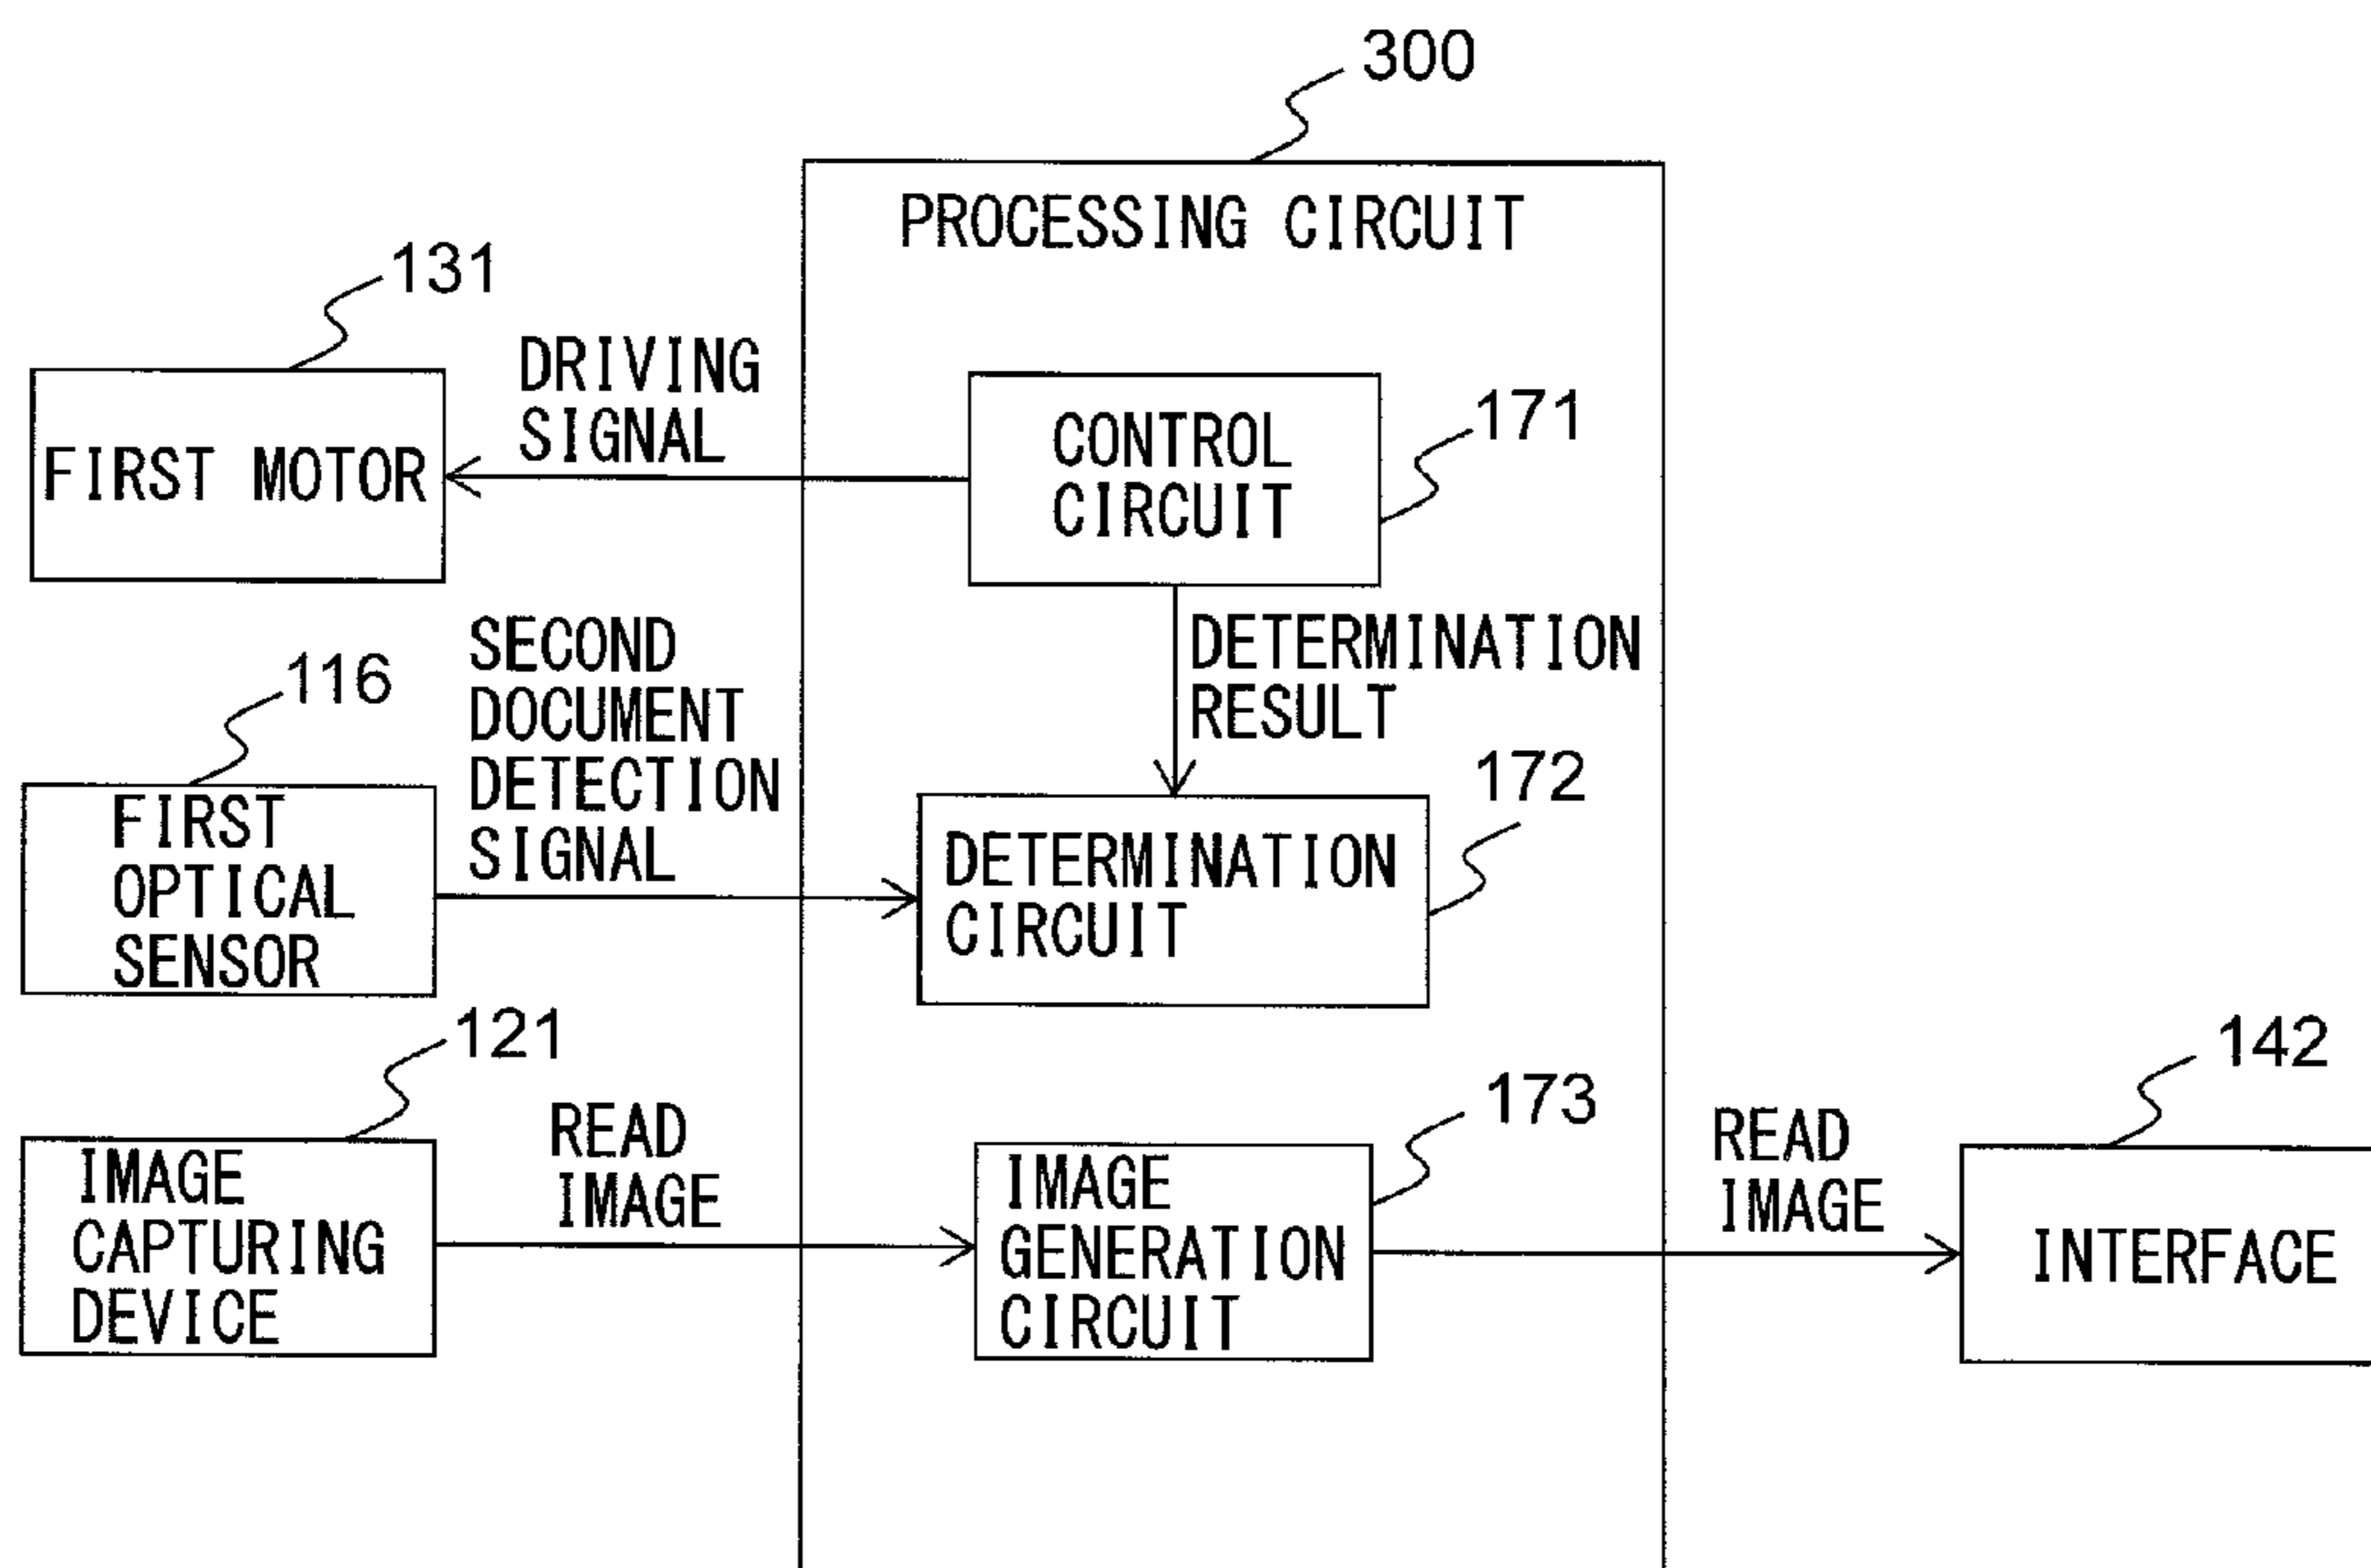 300
PROCESSING CIRCUIT
131
FIRST MOTOR
DRIVING
SIGNAL
CONTROL
CIRCUIT
171
DETERMINATION
RESULT
116
FIRST
OPTICAL
SENSOR
SECOND
DOCUMENT
DETECTION
SIGNAL
DETERMINATION
CIRCUIT
172
121
IMAGE
CAPTURING
DEVICE
READ
IMAGE
IMAGE
GENERATION
CIRCUIT
173
READ
IMAGE
142
INTERFACE